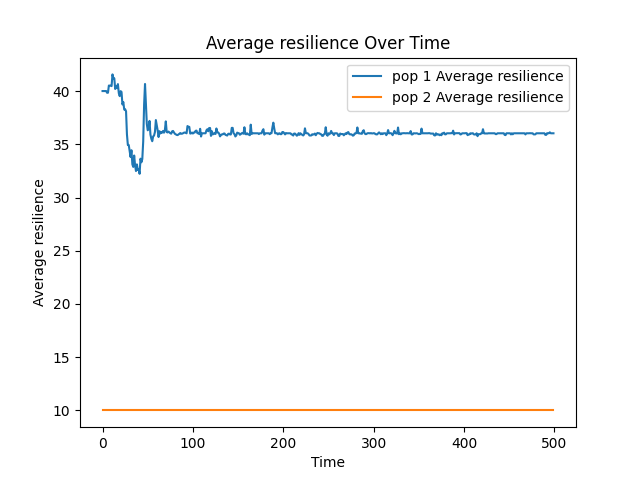 Average resilience Over Time
pop 1 Average resilience
pop 2 Average resilience
Average resilience
40
35
30
25
20
15
10
0 100 200 300 400 500
Time